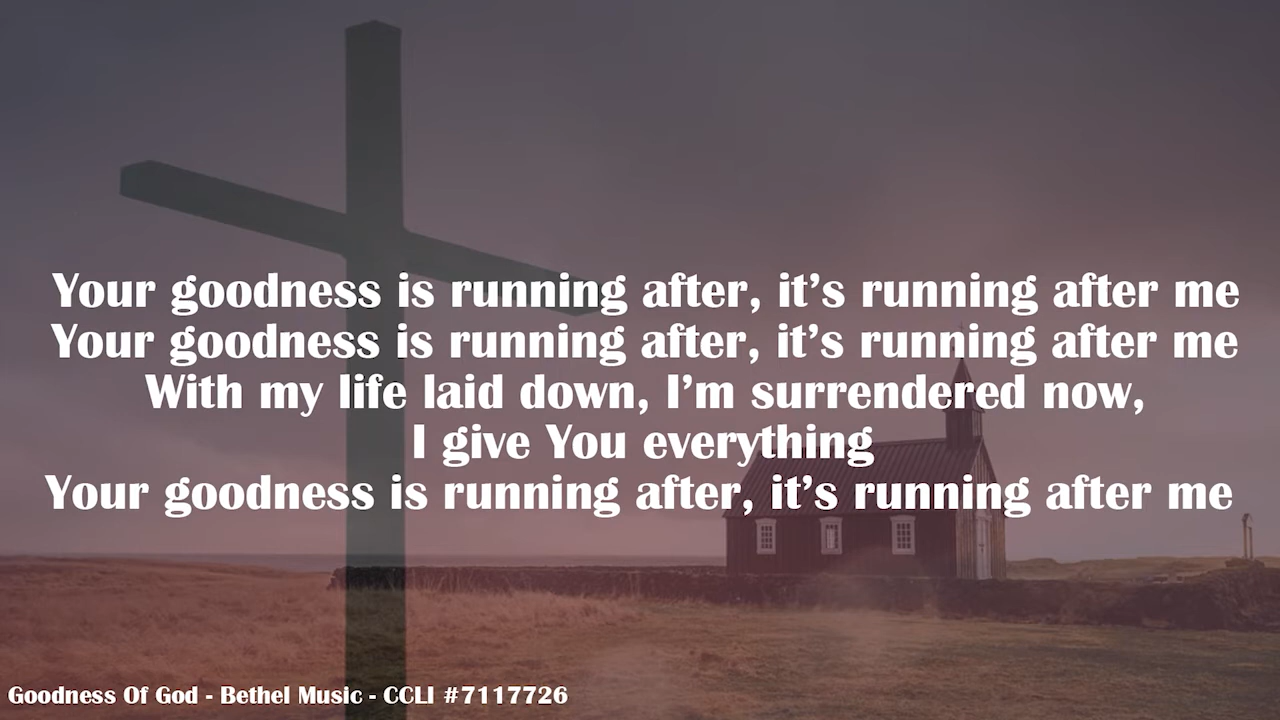 Your goodness is running after, it’s running after me
Your goodness is running after, it’s running after me
With my life laid down, I’m surrendered now,
I give You everything
Your goodness is running after, it’s running after me
Goodness Of God - Bethel Music - CCLI #7117726